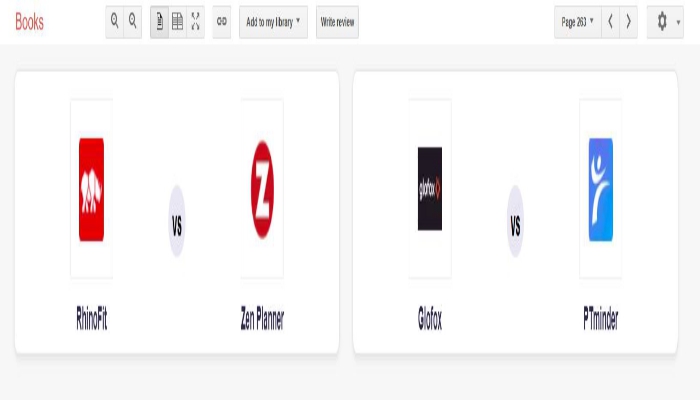 Books
Add to my library
Write review
Page 263
Z
glofox
VS
VS
RhinoFit
Zen Planner
Glofox
PTminder